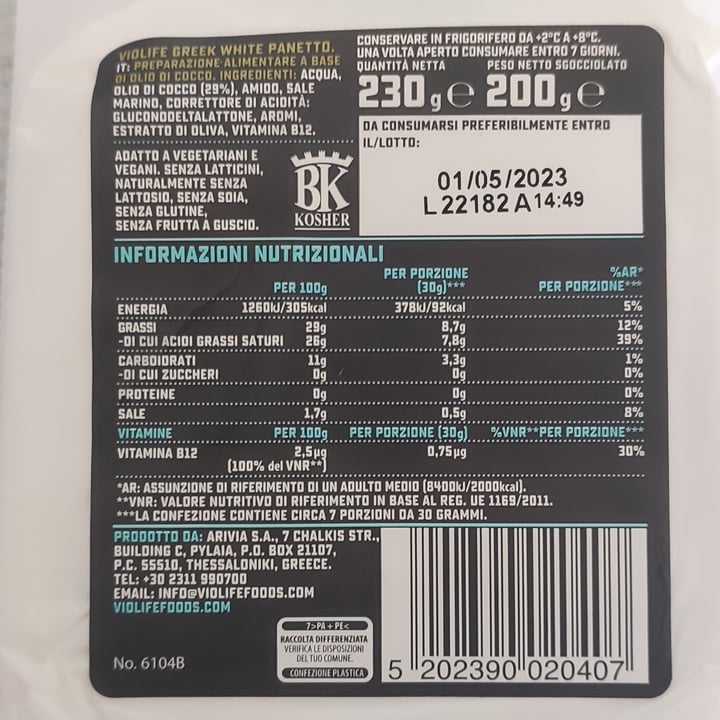 VIOLIFE GREEK WHITE PANETTO.
IT: PREPARAZIONE ALIMENTARE A BASE
DI OLIO DI COCCO. INGREDIENTI: ACQUA,
OLIO DI COCCO (29%), AMIDO, SALE
MARINO, CORRETTORE DI ACIDITÀ:
GLUCONODELTALATTONE, AROMI,
ESTRATTO DI OLIVA, VITAMINA B12.
ADATTO A VEGETARIANI E
VEGANI. SENZA LATTICINI,
NATURALMENTE SENZA
LATTOSIO, SENZA SOIA,
SENZA GLUTINE,
SENZA FRUTTA A GUSCIO.
BK
KOSHER
CONSERVARE IN FRIGORIFERO DA +2°C A +8°C.
UNA VOLTA APERTO CONSUMARE ENTRO 7 GIORNI.
QUANTITÀ NETTA PESO NETTO SGOCCIOLATO
230g e 200g e
DA CONSUMARSI PREFERIBILMENTE ENTRO
IL/LOTTO:
01/05/2023
L22182A14:49
INFORMAZIONI NUTRIZIONALI
PER 100g PER PORZIONE (30g)*** %AR* PER PORZIONE***
ENERGIA 1260kJ/305kcal 378kJ/92kcal 5%
GRASSI 29g 8,7g 12%
-DI CUI ACIDI GRASSI SATURI 26g 7,8g 39%
CARBOIDRATI 11g 3,3g 1%
-DI CUI ZUCCHERI 0g 0g 0%
PROTEINE 0g 0g 0%
SALE 1,7g 0,5g 8%
VITAMINE PER 100g PER PORZIONE (30g) %VNR**PER PORZIONE***
VITAMINA B12 2,5µg 0,75µg 30%
(100% del VNR**)
*AR: ASSUNZIONE DI RIFERIMENTO DI UN ADULTO MEDIO (8400kJ/2000kcal).
**VNR: VALORE NUTRITIVO DI RIFERIMENTO IN BASE AL REG. UE 1169/2011.
***LA CONFEZIONE CONTIENE CIRCA 7 PORZIONI DA 30 GRAMMI.
PRODOTTO DA: ARIVIA S.A., 7 CHALKIS STR.,
BUILDING C, PYLAIA, P.O. BOX 21107,
P.C. 55510, THESSALONIKI, GREECE.
TEL: +30 2311 990700
EMAIL: INFO@VIOLIFEFOODS.COM
VIOLIFEFOODS.COM
No. 6104B
7>PA+PE<
RACCOLTA DIFFERENZIATA
VERIFICA LE DISPOSIZIONI
DEL TUO COMUNE.
CONFEZIONE PLASTICA
5 202390 020407